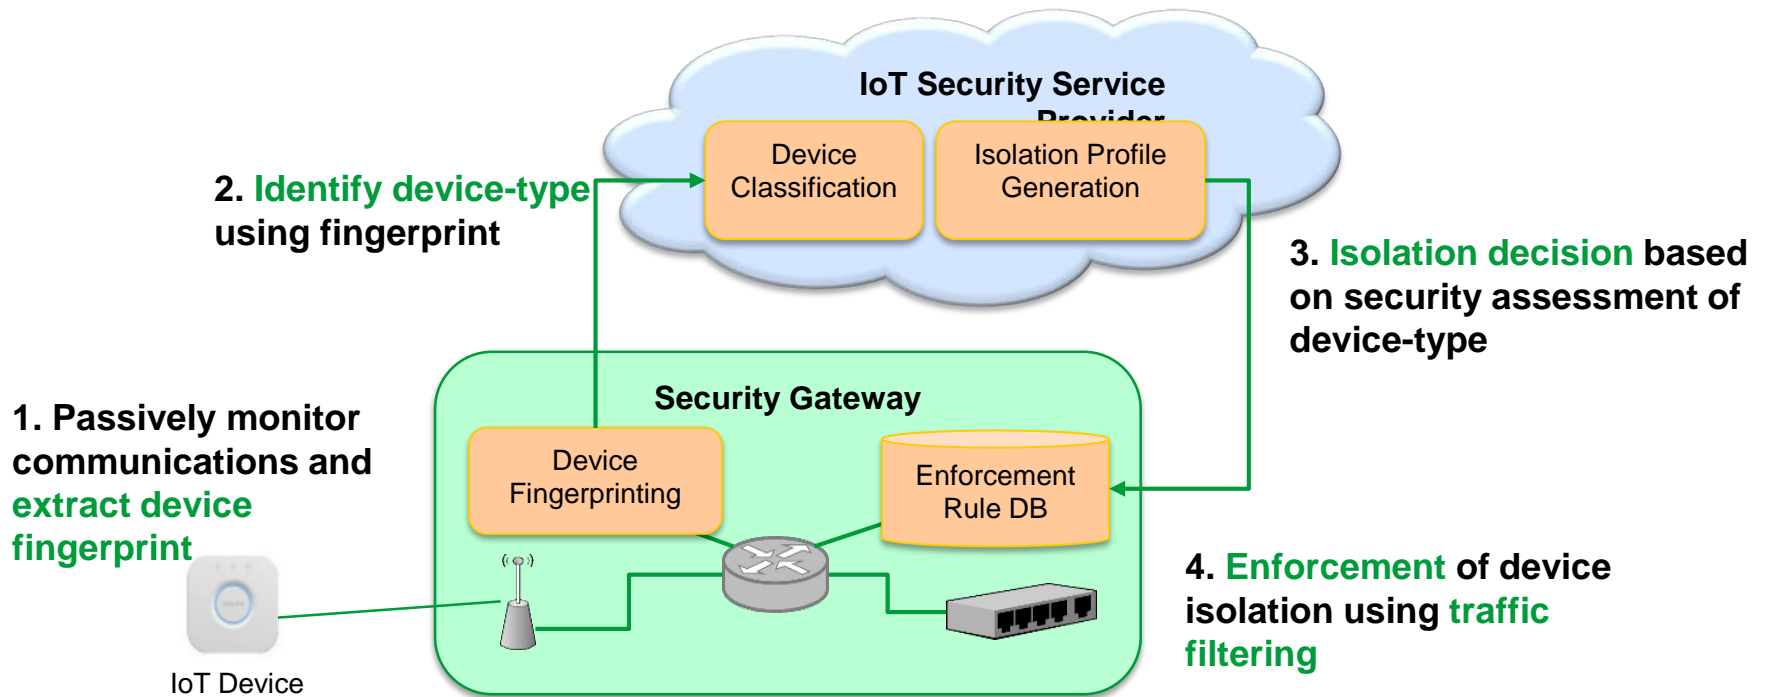 IoT Security Service
Provider
Device
Classification
Isolation Profile
Generation
2. Identify device-type
using fingerprint
3. Isolation decision based
on security assessment of
device-type
Security Gateway
1. Passively monitor
communications and
extract device
fingerprint
Device
Fingerprinting
Enforcement
Rule DB
4. Enforcement of device
isolation using traffic
filtering
IoT Device